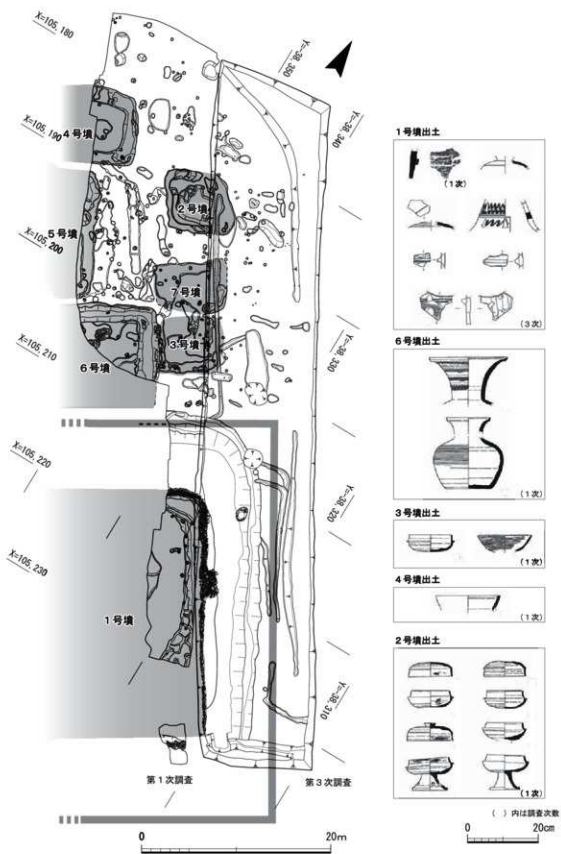 X=105,180
X=105,190
X=105,200
X=105,210
X=105,220
X=105,230
Y=-38,350
Y=-38,340
Y=-38,330
Y=-38,320
Y=-38,310
4号墳
2号墳
5号墳
7号墳
3号墳
6号墳
1号墳
第1次調査
第3次調査
0 20m
1号墳出土
(1次)
(3次)
6号墳出土
(1次)
3号墳出土
(1次)
4号墳出土
(1次)
2号墳出土
(1次)
( )内は調査次数
0 20cm